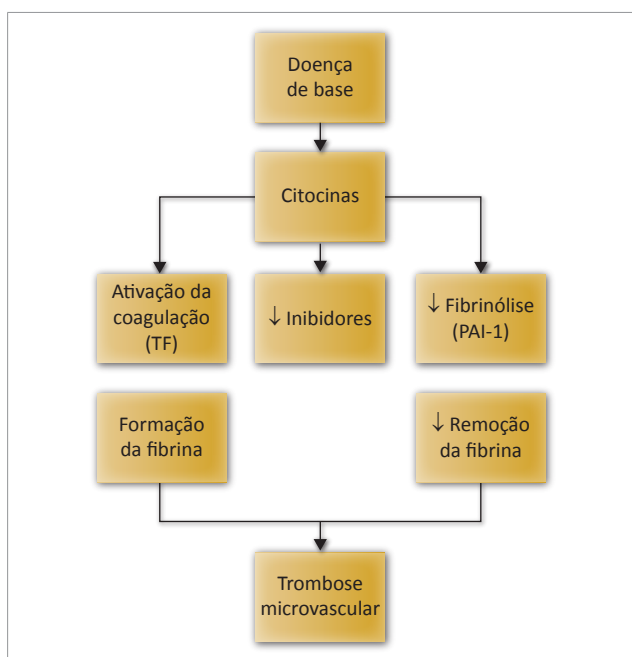 Doença
de base
Citocinas
Ativação da
coagulação
(TF)
↓ Inibidores
↓ Fibrinólise
(PAI-1)
Formação
da fibrina
↓ Remoção
da fibrina
Trombose
microvascular